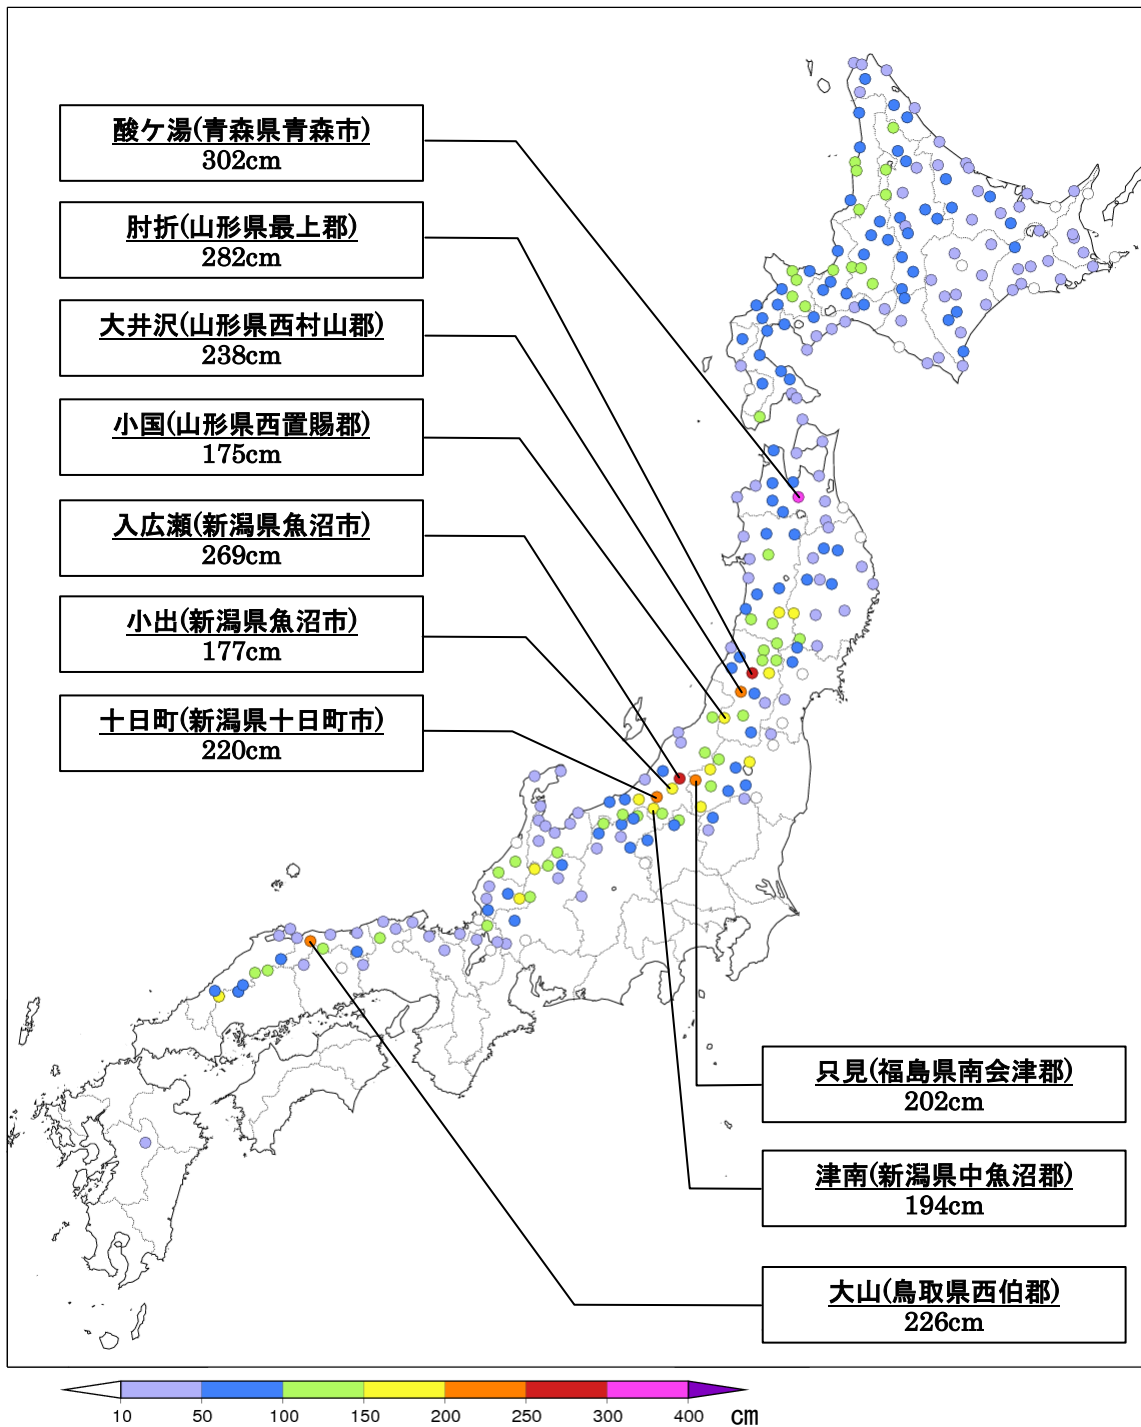 酸ケ湯(青森県青森市)
302cm
肘折(山形県最上郡)
282cm
大井沢(山形県西村山郡)
238cm
小国(山形県西置賜郡)
175cm
入広瀬(新潟県魚沼市)
269cm
小出(新潟県魚沼市)
177cm
十日町(新潟県十日町市)
220cm
只見(福島県南会津郡)
202cm
津南(新潟県中魚沼郡)
194cm
大山(鳥取県西伯郡)
226cm
10 50 100 150 200 250 300 400 cm